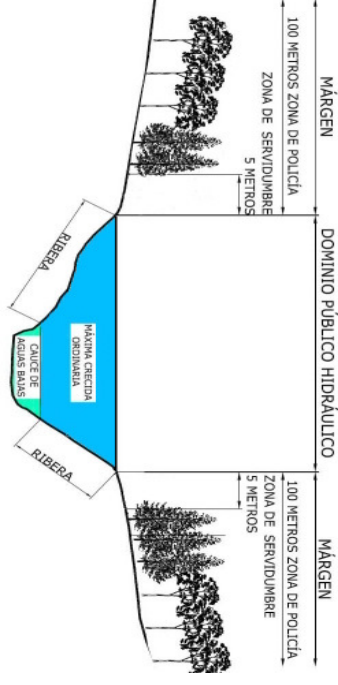 MÁRGEN
DOMINIO PÚBLICO HIDRÁULICO
MÁRGEN
100 METROS ZONA DE POLICÍA
100 METROS ZONA DE POLICÍA
ZONA DE SERVIDUMBRE
5 METROS
ZONA DE SERVIDUMBRE
5 METROS
RIBERA
MÁXIMA CRECIDA
ORDINARIA
RIBERA
CAUCE DE
AGUAS BAJAS